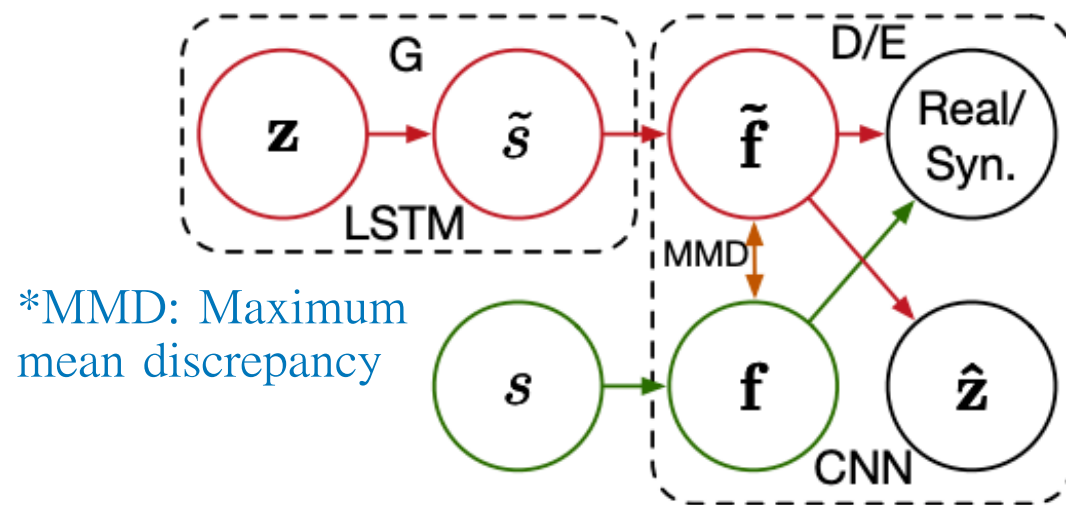 G
D/E
z
s̃
f̃
Real/
Syn.
LSTM
MMD
*MMD: Maximum
mean discrepancy
s
f
ẑ
CNN